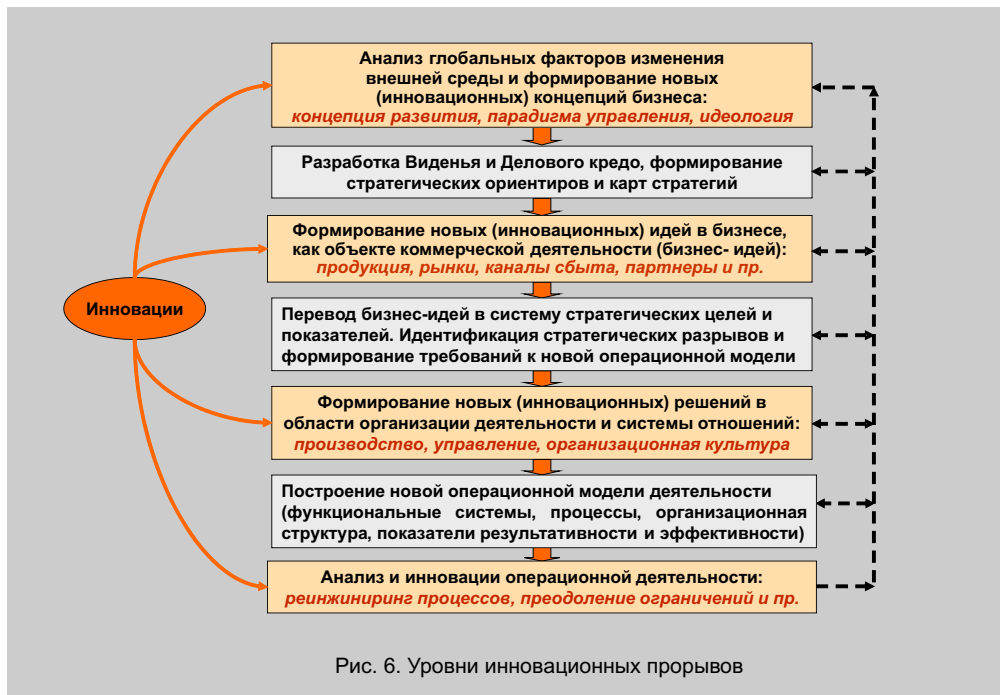 Анализ глобальных факторов изменения
внешней среды и формирование новых
(инновационных) концепций бизнеса:
концепция развития, парадигма управления, идеология
Разработка Виденья и Делового кредо, формирование
стратегических ориентиров и карт стратегий
Формирование новых (инновационных) идей в бизнесе,
как объекте коммерческой деятельности (бизнес- идей):
продукция, рынки, каналы сбыта, партнеры и пр.
Инновации
Перевод бизнес-идей в систему стратегических целей и
показателей. Идентификация стратегических разрывов и
формирование требований к новой операционной модели
Формирование новых (инновационных) решений в
области организации деятельности и системы отношений:
производство, управление, организационная культура
Построение новой операционной модели деятельности
(функциональные системы, процессы, организационная
структура, показатели результативности и эффективности)
Анализ и инновации операционной деятельности:
реинжиниринг процессов, преодоление ограничений и пр.
Рис. 6. Уровни инновационных прорывов